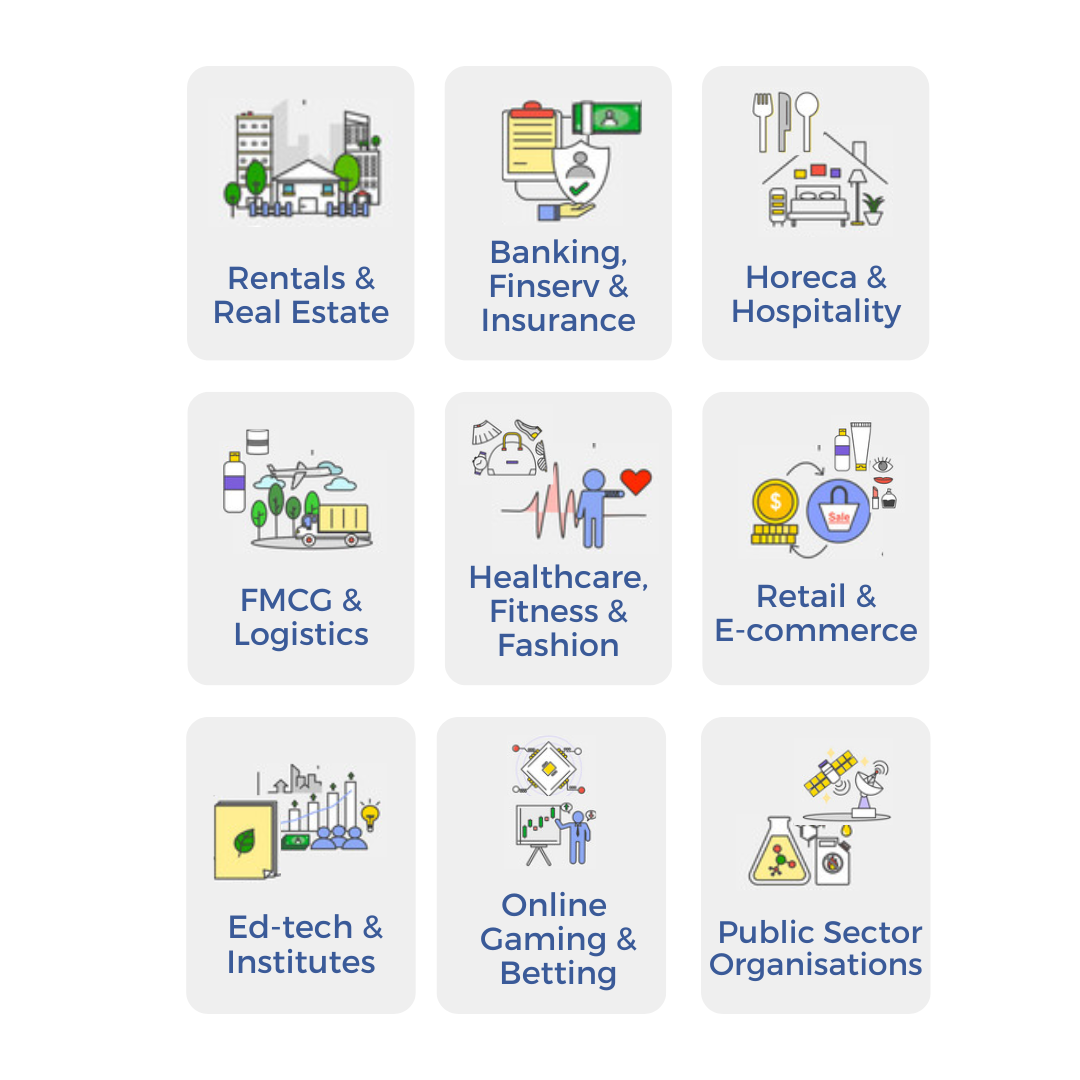 Rentals &
Real Estate
Banking,
Finserv &
Insurance
Horeca &
Hospitality
FMCG &
Logistics
Healthcare,
Fitness &
Fashion
$
Sale
Retail &
E-commerce
Ed-tech &
Institutes
Online
Gaming &
Betting
Public Sector
Organisations